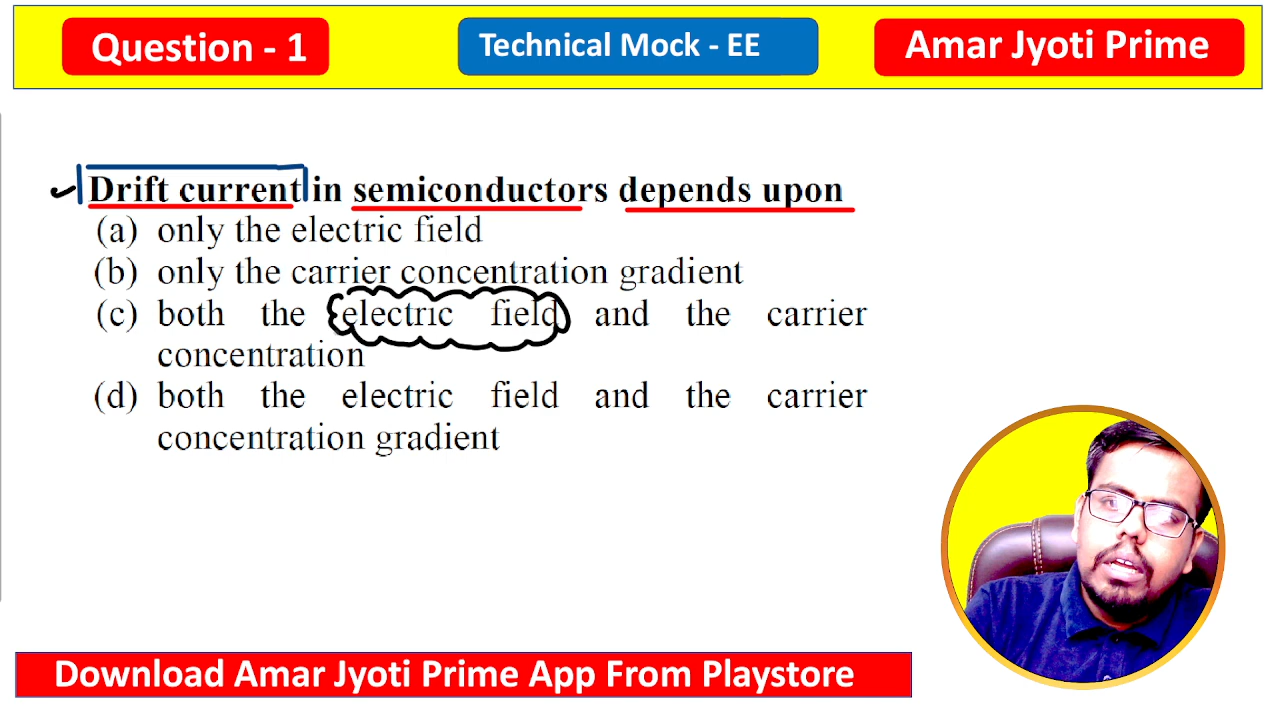 Question - 1
Technical Mock - EE
Amar Jyoti Prime
Drift current in semiconductors depends upon
(a) only the electric field
(b) only the carrier concentration gradient
(c) both the electric field and the carrier
concentration
(d) both the electric field and the carrier
concentration gradient
Download Amar Jyoti Prime App From Playstore